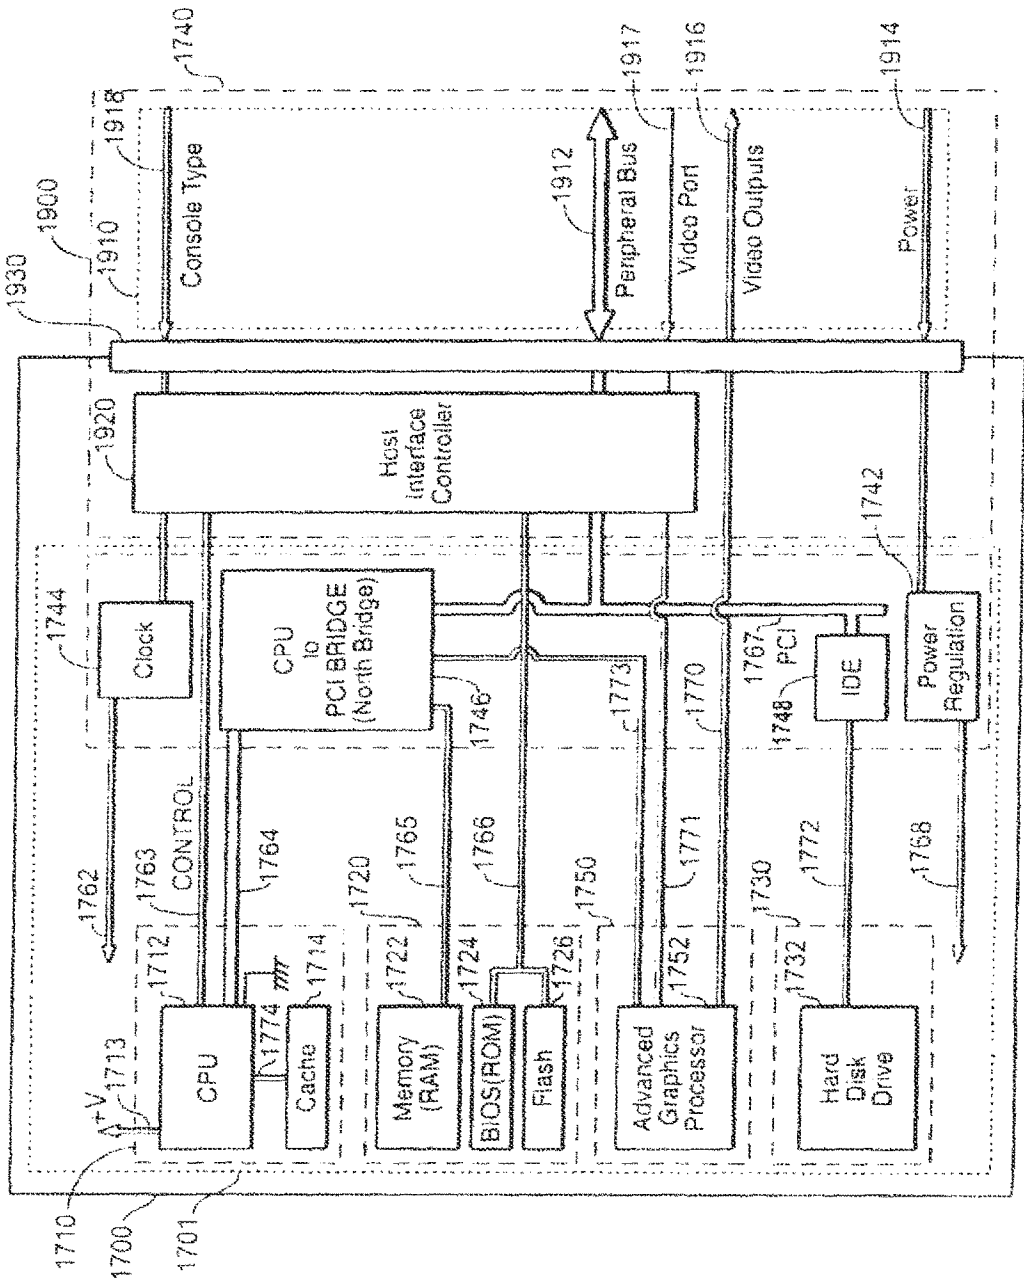 1740
1918
Console Type
1900
1910
1930
1912
Peripheral Bus
1917
Video Port
1916
Video Outputs
1914
Power
1920
Host
Interface
Controller
1744
Clock
CPU
to
PCI BRIDGE
(North Bridge)
1746
1773
1770
1767
PCI
1748
IDE
1742
Power
Regulation
1762
1763
CONTROL
1764
1765
1766
1771
1772
1768
1720
1750
1730
1712
1714
1722
1724
1726
1752
1732
+V
1713
CPU
1774
Cache
Memory
(RAM)
BIOS(ROM)
Flash
Advanced
Graphics
Processor
Hard
Disk
Drive
1710
1700
1701